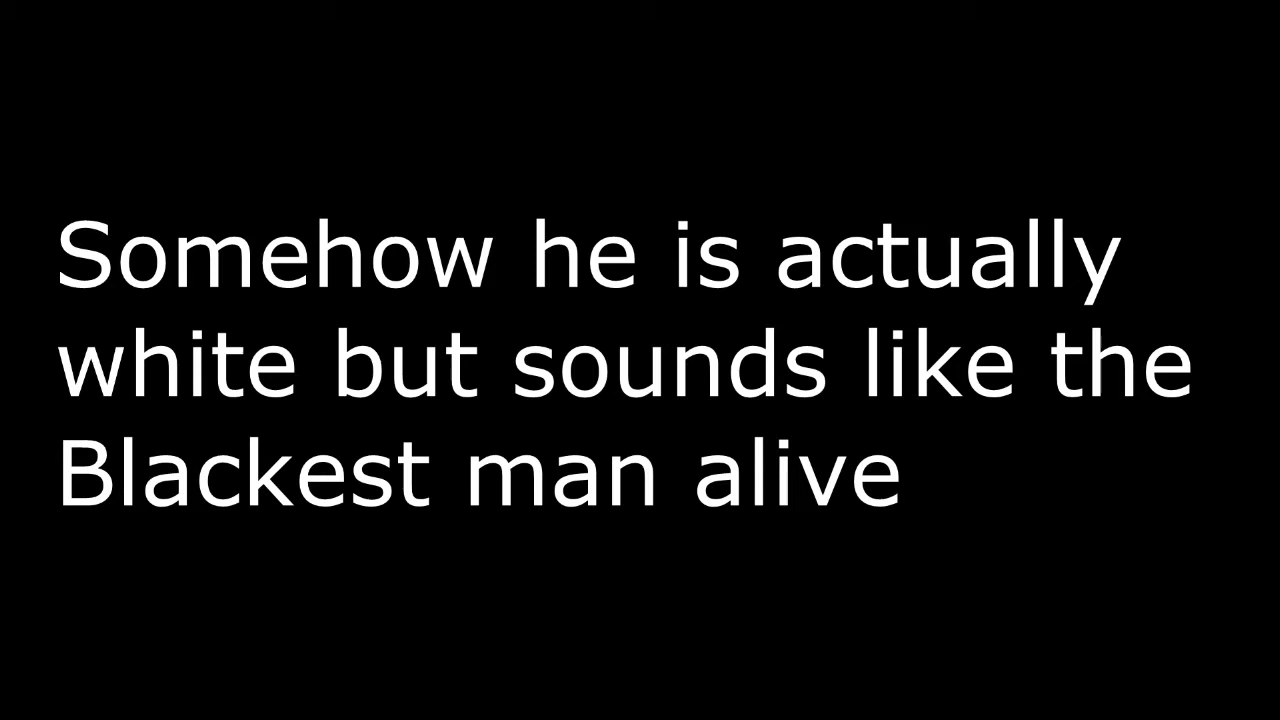 Somehow he is actually
white but sounds like the
Blackest man alive